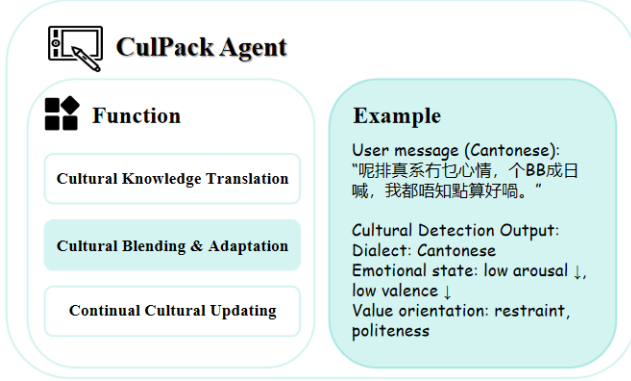 CulPack Agent
Function
Cultural Knowledge Translation
Cultural Blending & Adaptation
Continual Cultural Updating
Example
User message (Cantonese):
“呢排真系冇乜心情，个BB成日
喊，我都唔知點算好喎。”
Cultural Detection Output:
Dialect: Cantonese
Emotional state: low arousal ↓,
low valence ↓
Value orientation: restraint,
politeness